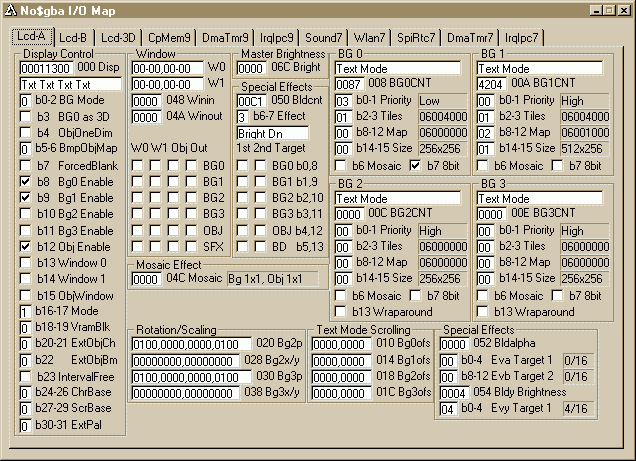 No$gba I/O Map
Lcd-A Lcd-B Lcd-3D CpMem9 DmaTmr9 IrqIpc9 Sound7 Wlan7 SpiRtc7 DmaTmr7 IrqIpc7
Display Control
00011300 000 Disp
Txt Txt Txt Txt
0 b0-2 BG Mode
b3 BG0 as 3D
b4 ObjOneDim
0 b5-6 BmpObjMap
b7 ForcedBlank
b8 Bg0 Enable
b9 Bg1 Enable
b10 Bg2 Enable
b11 Bg3 Enable
b12 Obj Enable
b13 Window 0
b14 Window 1
b15 ObjWindow
1 b16-17 Mode
0 b18-19 VramBlk
0 b20-21 ExtObjCh
0 b22 ExtObjBm
b23 IntervalFree
0 b24-26 ChrBase
0 b27-29 ScrBase
0 b30-31 ExtPal
Window
00-00,00-00 W0
00-00,00-00 W1
0000 048 Winin
0000 04A Winout
W0 W1 Obj Out
Master Brightness
0000 06C Bright
Special Effects
00C1 050 Bldcnt
3 b6-7 Effect
Bright Dn
1st 2nd Target
BG0 BG0 b0,8
BG1 BG1 b1,9
BG2 BG2 b2,10
BG3 BG3 b3,11
OBJ OBJ b4,12
SFX BD b5,13
Mosaic Effect
0000 04C Mosaic Bg 1x1, Obj 1x1
BG 0
Text Mode
0087 008 BG0CNT
03 b0-1 Priority Low
01 b2-3 Tiles 06004000
00 b8-12 Map 06000000
00 b14-15 Size 256x256
b6 Mosaic b7 8bit
BG 1
Text Mode
4204 00A BG1CNT
00 b0-1 Priority High
01 b2-3 Tiles 06004000
02 b8-12 Map 06001000
01 b14-15 Size 512x256
b6 Mosaic b7 8bit
BG 2
Text Mode
0000 00C BG2CNT
00 b0-1 Priority High
00 b2-3 Tiles 06000000
00 b8-12 Map 06000000
00 b14-15 Size 256x256
b6 Mosaic b7 8bit
b13 Wraparound
BG 3
Text Mode
0000 00E BG3CNT
00 b0-1 Priority High
00 b2-3 Tiles 06000000
00 b8-12 Map 06000000
00 b14-15 Size 256x256
b6 Mosaic b7 8bit
b13 Wraparound
Rotation/Scaling
0100,0000,0000,0100 020 Bg2p
00000000,00000000 028 Bg2x/y
0100,0000,0000,0100 030 Bg3p
00000000,00000000 038 Bg3x/y
Text Mode Scrolling
0000,0000 010 Bg0ofs
0000,0000 014 Bg1ofs
0000,0000 018 Bg2ofs
0000,0000 01C Bg3ofs
Special Effects
0000 052 Bldalpha
00 b0-4 Eva Target 1 0/16
00 b8-12 Evb Target 2 0/16
0004 054 Bldy Brightness
04 b0-4 Evy Target 1 4/16